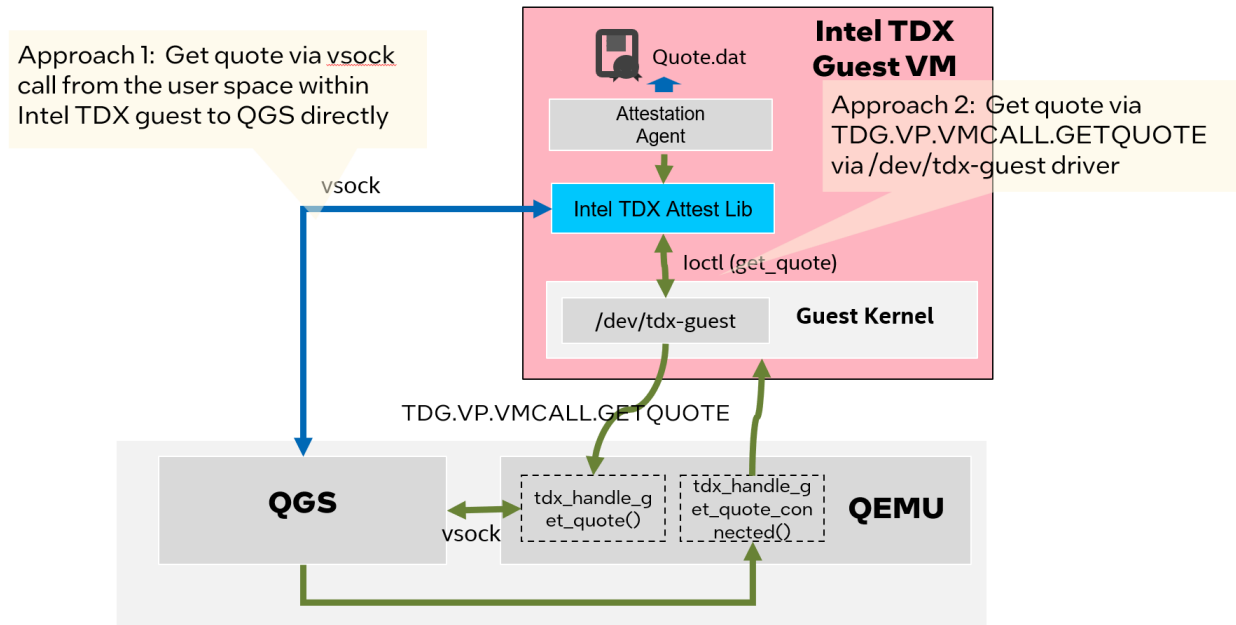 Approach 1:  Get quote via vsock
call from the user space within
Intel TDX guest to QGS directly
Intel TDX
Guest VM
Quote.dat
Attestation
Agent
Approach 2:  Get quote via
TDG.VP.VMCALL.GETQUOTE
via /dev/tdx-guest driver
vsock
Intel TDX Attest Lib
Ioctl (get_quote)
/dev/tdx-guest
Guest Kernel
TDG.VP.VMCALL.GETQUOTE
QGS
vsock
tdx_handle_g
et_quote()
tdx_handle_g
et_quote_con
nected()
QEMU